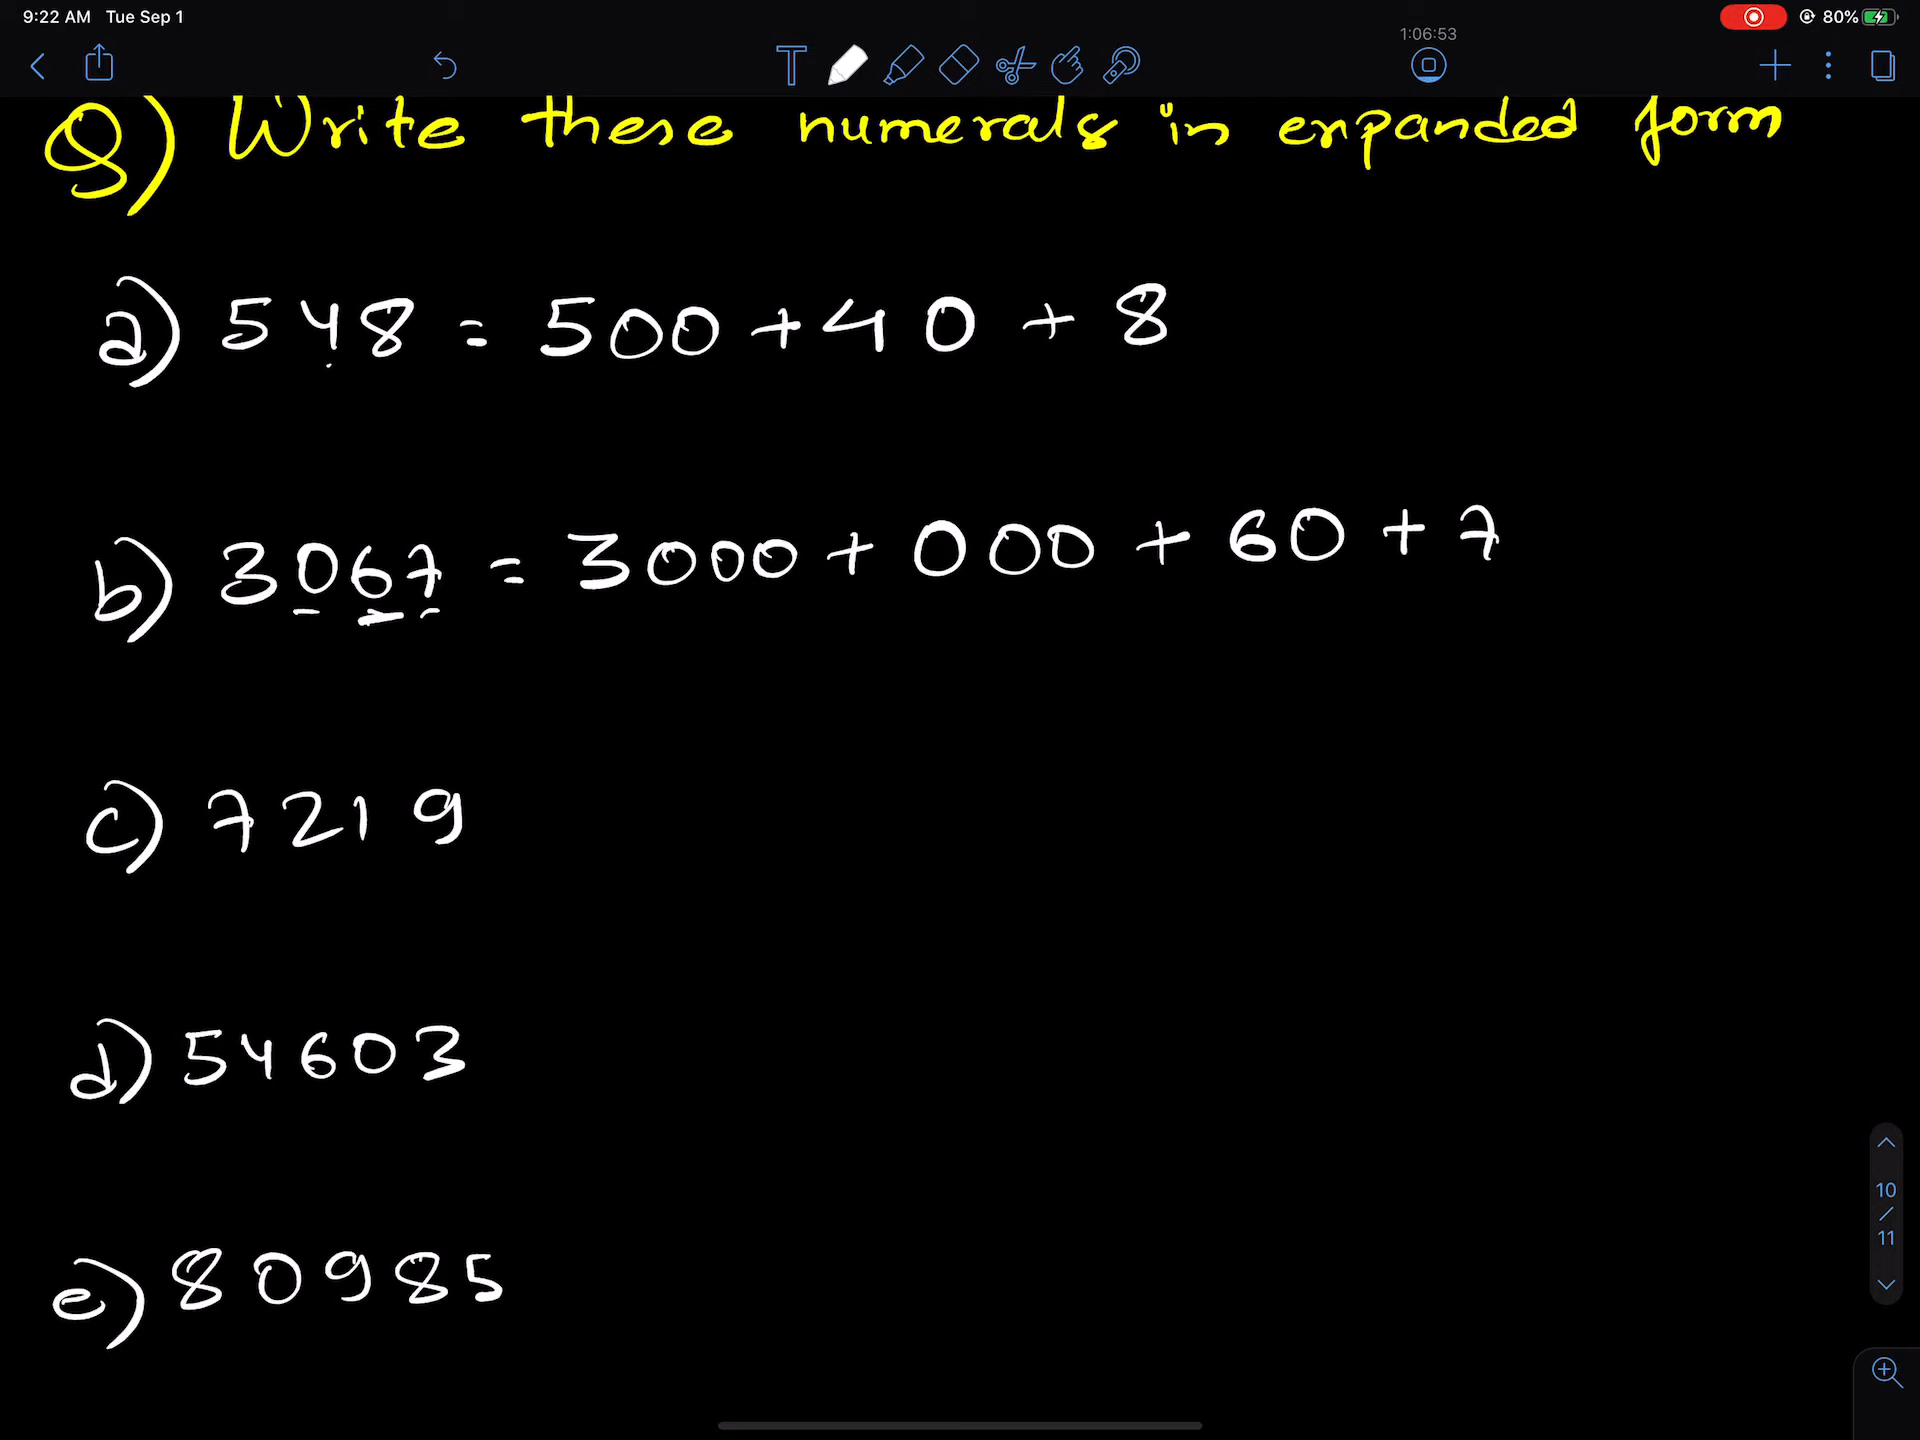 9:22 AM Tue Sep 1
80%
1:06:53
T
Q) Write these numerals in expanded form
a) 548 = 500 + 40 + 8
b) 3067 = 3000 + 000 + 60 + 7
c) 7219
d) 54603
e) 80985
10
/
11